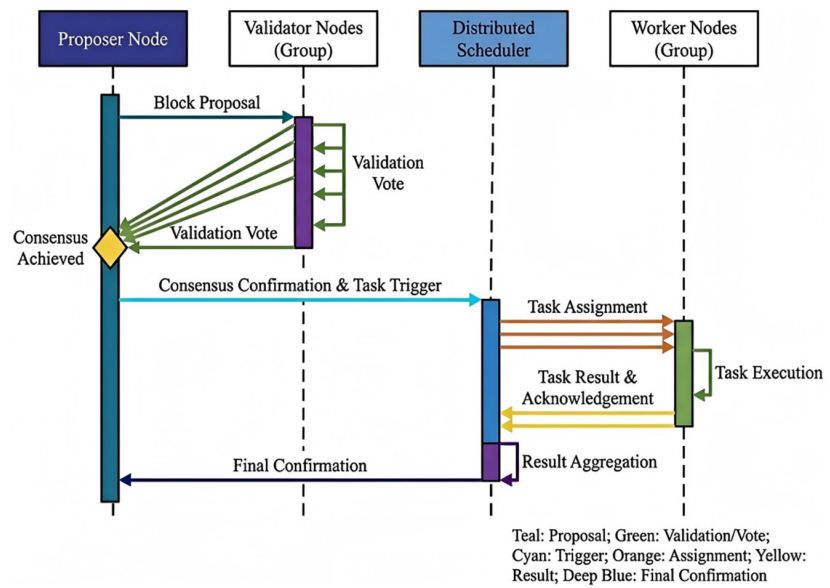 Proposer Node
Validator Nodes
(Group)
Distributed
Scheduler
Worker Nodes
(Group)
Block Proposal
Validation
Vote
Validation Vote
Consensus
Achieved
Consensus Confirmation & Task Trigger
Task Assignment
Task Execution
Task Result &
Acknowledgement
Result Aggregation
Final Confirmation
Teal: Proposal; Green: Validation/Vote;
Cyan: Trigger; Orange: Assignment; Yellow:
Result; Deep Blue: Final Confirmation